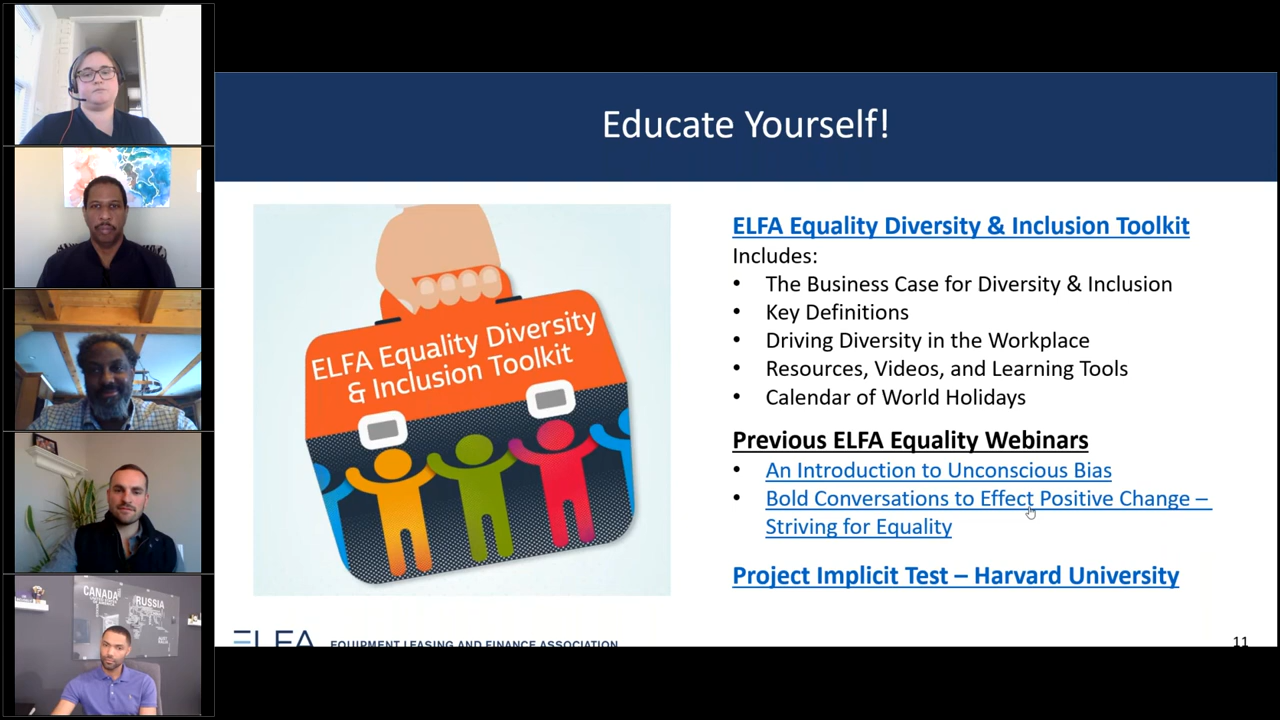 Educate Yourself!
ELFA Equality Diversity
& Inclusion Toolkit
ELFA Equality Diversity & Inclusion Toolkit
Includes:
• The Business Case for Diversity & Inclusion
• Key Definitions
• Driving Diversity in the Workplace
• Resources, Videos, and Learning Tools
• Calendar of World Holidays
Previous ELFA Equality Webinars
• An Introduction to Unconscious Bias
• Bold Conversations to Effect Positive Change –
Striving for Equality
Project Implicit Test – Harvard University
ELFA EQUIPMENT LEASING AND FINANCE ASSOCIATION
11
CANADA
RUSSIA